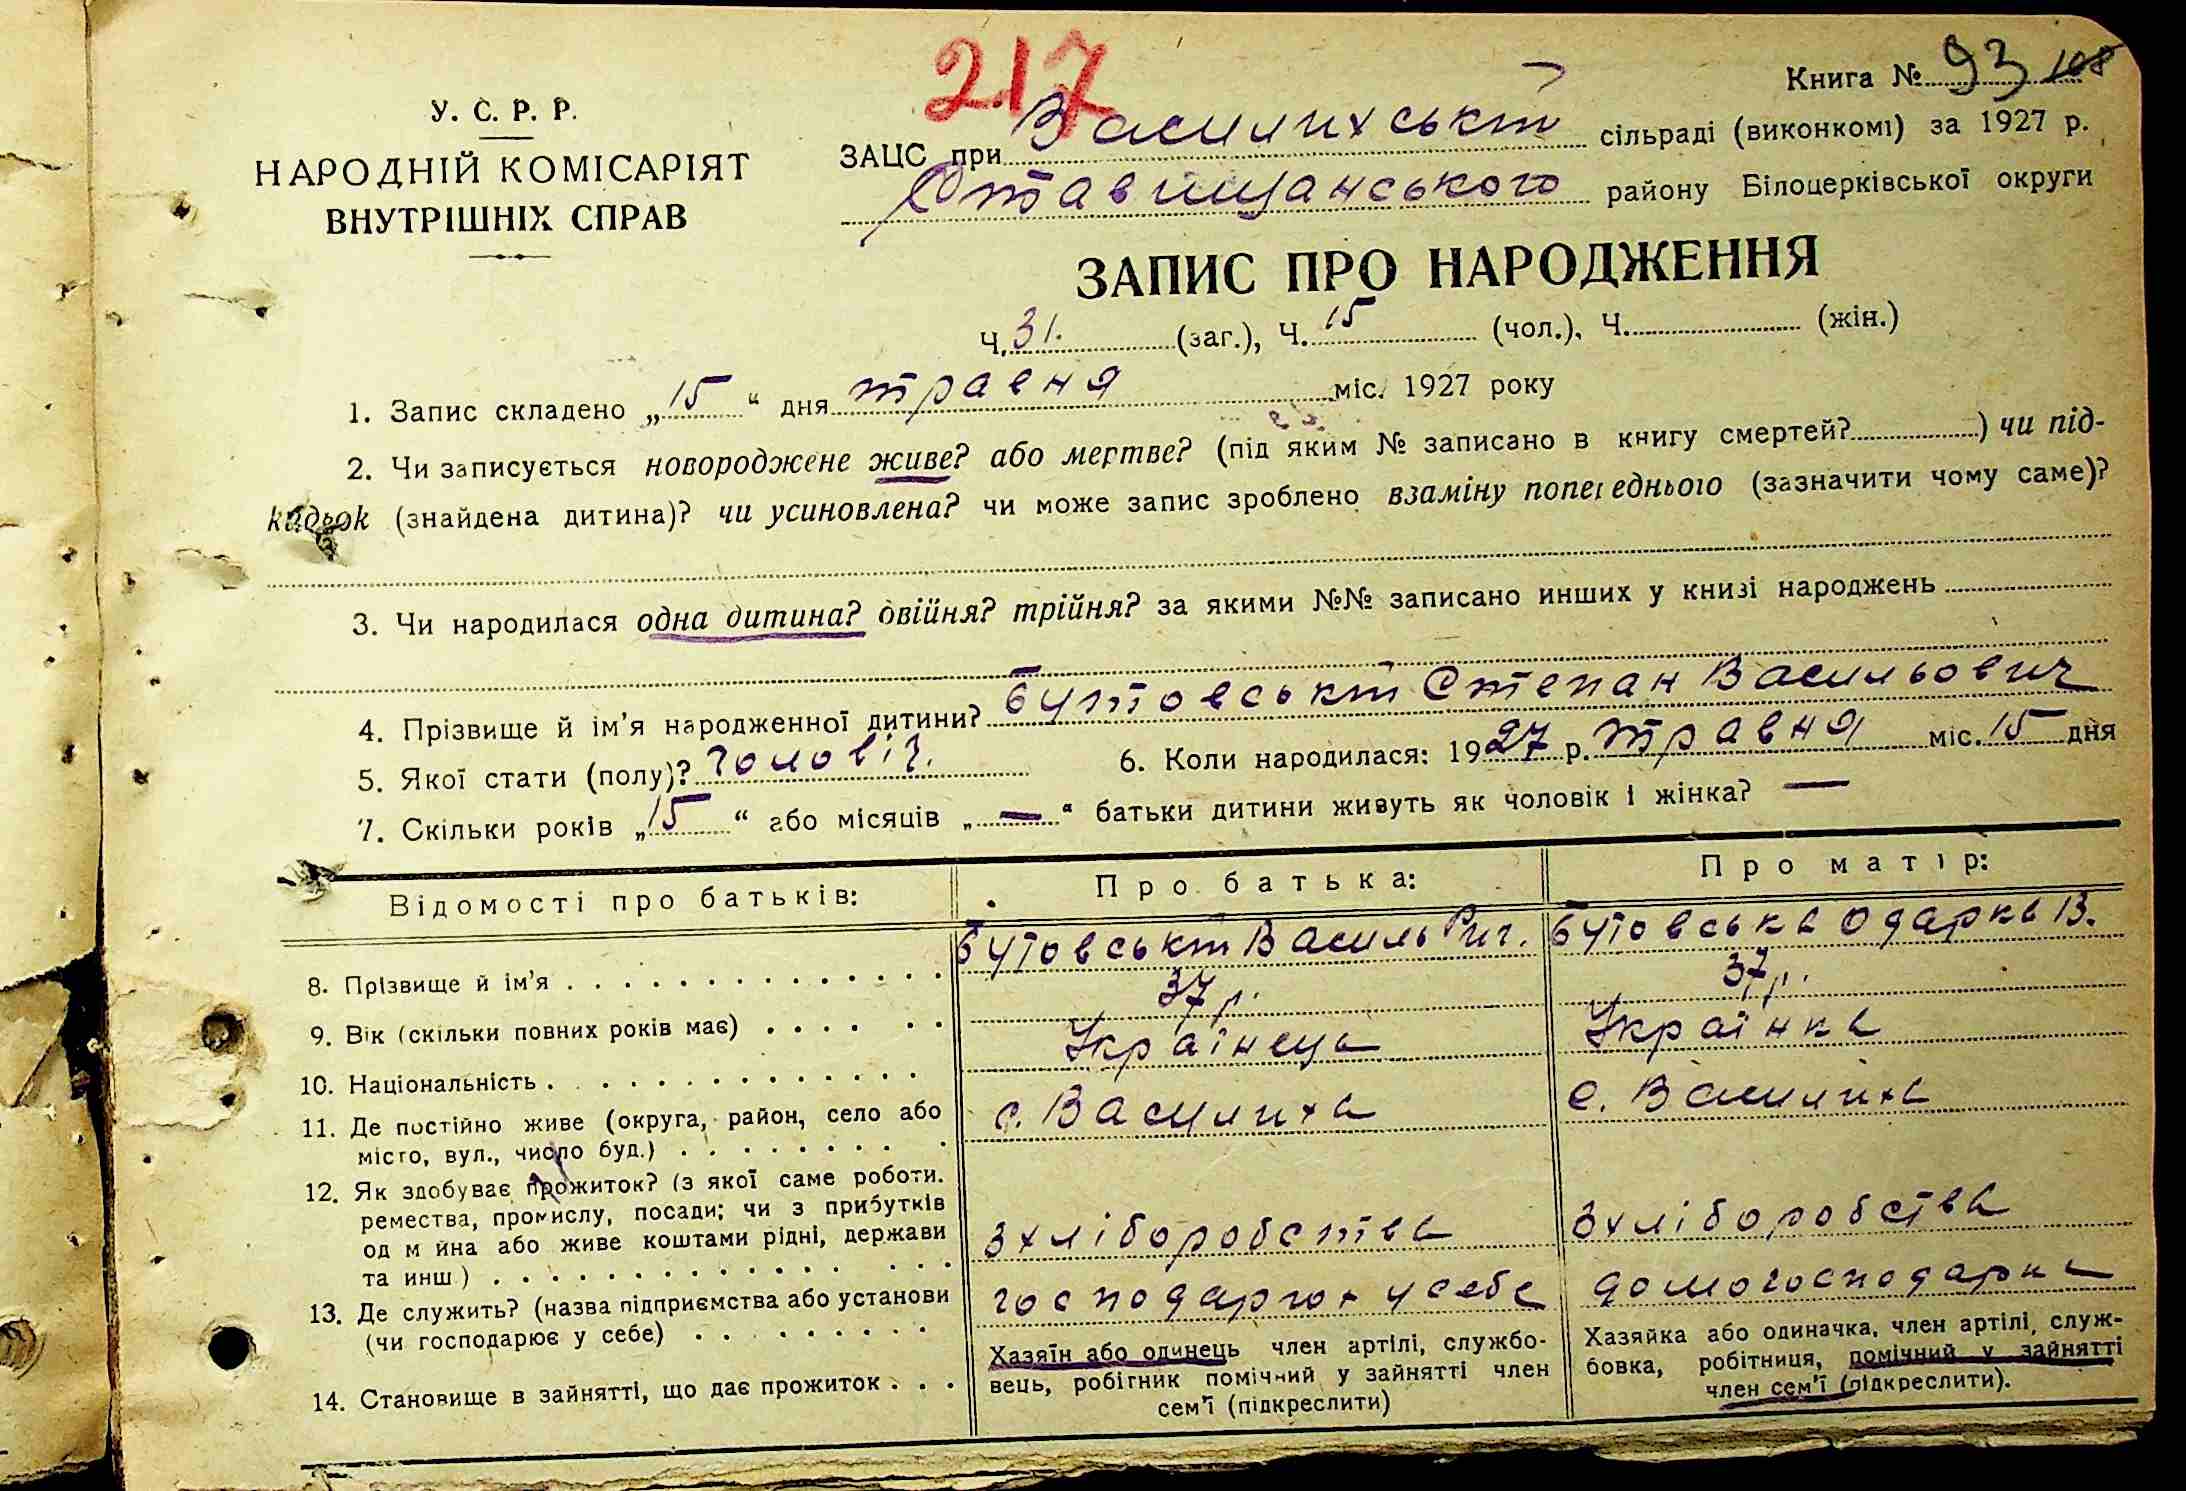 217
Книга № 93 108
У. С. Р. Р.
НАРОДНІЙ КОМІСАРІЯТ
ВНУТРІШНІХ СПРАВ
ЗАЦС при Василихські сільраді (виконкомі) за 1927 р.
Ставищанського району Білоцерківської округи
ЗАПИС ПРО НАРОДЖЕННЯ
Ч. 31. (заг.), Ч. 15 (чол.), Ч. (жін.)
1. Запис складено „15“ дня травня міс. 1927 року
2. Чи записується новороджене живе? або мертве? (під яким № записано в книгу смертей? ) чи під-
кидьок (знайдена дитина)? чи усиновлена? чи може запис зроблено взаміну попереднього (зазначити чому саме)?
3. Чи народилася одна дитина? двійня? трійня? за якими №№ записано инших у книзі народжень
4. Прізвище й ім'я народженної дитини? Бутовські Степан Васильович
5. Якої стати (полу)? Чоловіч. 6. Коли народилася: 1927 р. травня міс. 15 дня
7. Скільки років „15“ або місяців „—“ батьки дитини живуть як чоловік і жінка? —
Відомості про батьків: Про батька: Про матір:
8. Прізвище й ім'я Бутовські Василь Риг. Бутовська Одарка В.
9. Вік (скільки повних років має) 37 р. 37 р.
10. Національність Українець Українка
11. Де постійно живе (округа, район, село або
місто, вул., число буд.) с. Василиха с. Василиха
12. Як здобуває прожиток? (з якої саме роботи.
ремества, промислу, посади; чи з прибутків
од майна або живе коштами рідні, держави
та инш) З хліборобства З хліборобства
13. Де служить? (назва підприємства або установи
(чи господарює у себе) господарює у себе домогосподарка
14. Становище в зайнятті, що дає прожиток
Хазяїн або одинець член артілі, службо-
вець, робітник помічний у зайнятті член
сем'ї (підкреслити)
Хазяйка або одиначка, член артілі, служ-
бовка, робітниця, помічний у зайнятті
член сем'ї (підкреслити).